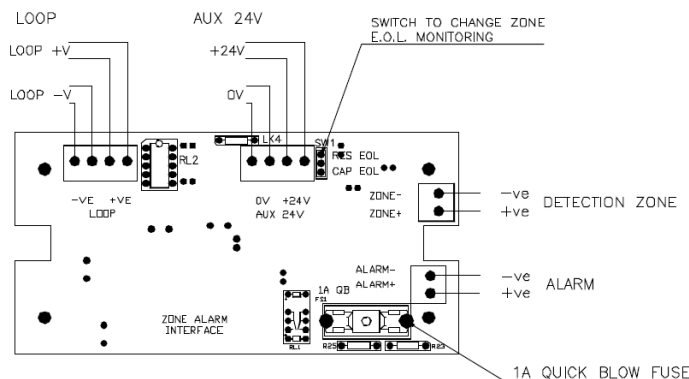 LOOP
AUX 24V
SWITCH TO CHANGE ZONE
E.O.L. MONITORING
LOOP +V
+24V
LOOP -V
0V
LK4
SW1
RL2
RES EOL
CAP EOL
-VE +VE
LOOP
0V +24V
AUX 24V
ZONE-
ZONE+
-ve
+ve
DETECTION ZONE
ALARM-
ALARM+
-ve
+ve
ALARM
1A QB
FS1
ZONE ALARM
INTERFACE
RL1
R25
R23
1A QUICK BLOW FUSE